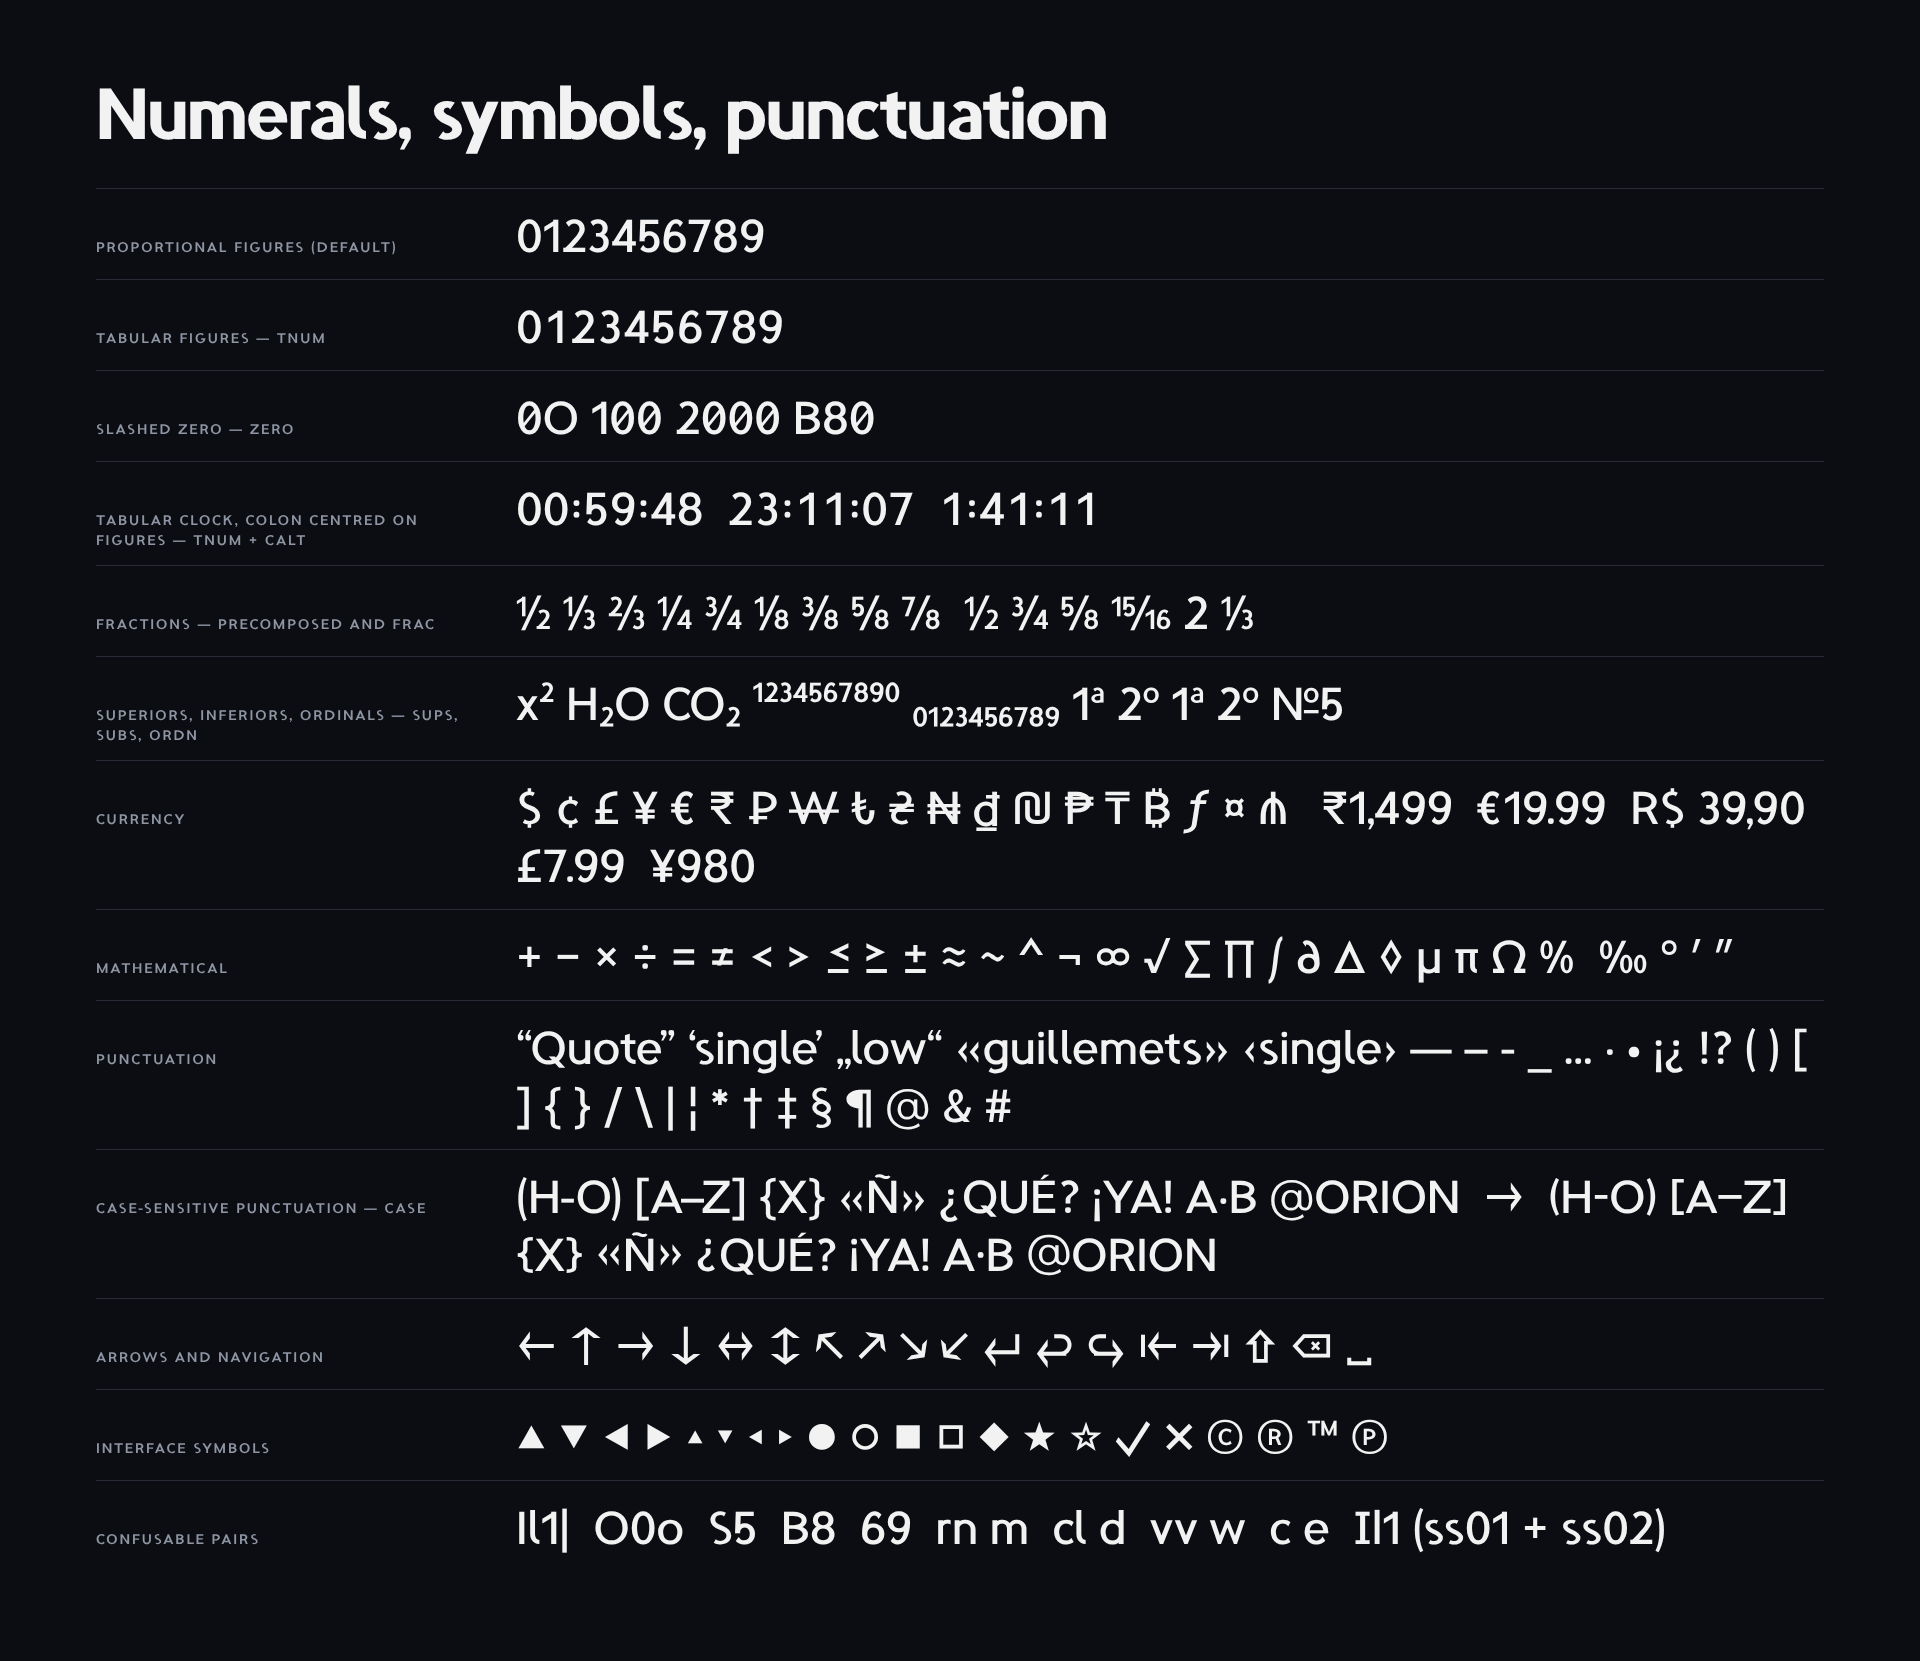 Numerals, symbols, punctuation
PROPORTIONAL FIGURES (DEFAULT)
0123456789
TABULAR FIGURES — TNUM
0123456789
SLASHED ZERO — ZERO
0O 100 2000 B80
TABULAR CLOCK, COLON CENTRED ON
FIGURES — TNUM + CALT
00:59:48 23:11:07 1:41:11
FRACTIONS — PRECOMPOSED AND FRAC
½ ⅓ ⅔ ¼ ¾ ⅛ ⅜ ⅝ ⅞ 1⁄2 3⁄4 5⁄8 15⁄16 2 1⁄3
SUPERIORS, INFERIORS, ORDINALS — SUPS,
SUBS, ORDN
x² H₂O CO₂ ¹²³⁴⁵⁶⁷⁸⁹⁰ ₀₁₂₃₄₅₆₇₈₉ 1ª 2º 1ª 2º №5
CURRENCY
$ ¢ £ ¥ € ₹ ₽ ₩ ₺ ₴ ₦ ₫ ₪ ₱ ₸ ₿ ƒ ¤ ₼ ₹1,499 €19.99 R$ 39,90
£7.99 ¥980
MATHEMATICAL
+ − × ÷ = ≠ < > ≤ ≥ ± ≈ ~ ^ ¬ ∞ √ ∑ ∏ ∫ ∂ ∆ ◊ µ π Ω % ‰ ° ′ ″
PUNCTUATION
“Quote” ‘single’ „low“ «guillemets» ‹single› — – - _ … · • ¡¿ !? ( ) [
] { } / \ | ¦ * † ‡ § ¶ @ & #
CASE-SENSITIVE PUNCTUATION — CASE
(H-O) [A–Z] {X} «Ñ» ¿QUÉ? ¡YA! A·B @ORION → (H-O) [A–Z]
{X} «Ñ» ¿QUÉ? ¡YA! A·B @ORION
ARROWS AND NAVIGATION
← ↑ → ↓ ↔ ↕ ↖ ↗ ↘ ↙ ↵ ↩ ↪ ⇤ ⇥ ⇧ ⌫ ␣
INTERFACE SYMBOLS
▲ ▼ ◀ ▶ ▴ ▾ ◂ ▸ ● ○ ■ □ ◆ ★ ☆ ✓ ✕ © ® ™ ℗
CONFUSABLE PAIRS
Il1| O0o S5 B8 69 rn m cl d vv w c e Il1 (ss01 + ss02)